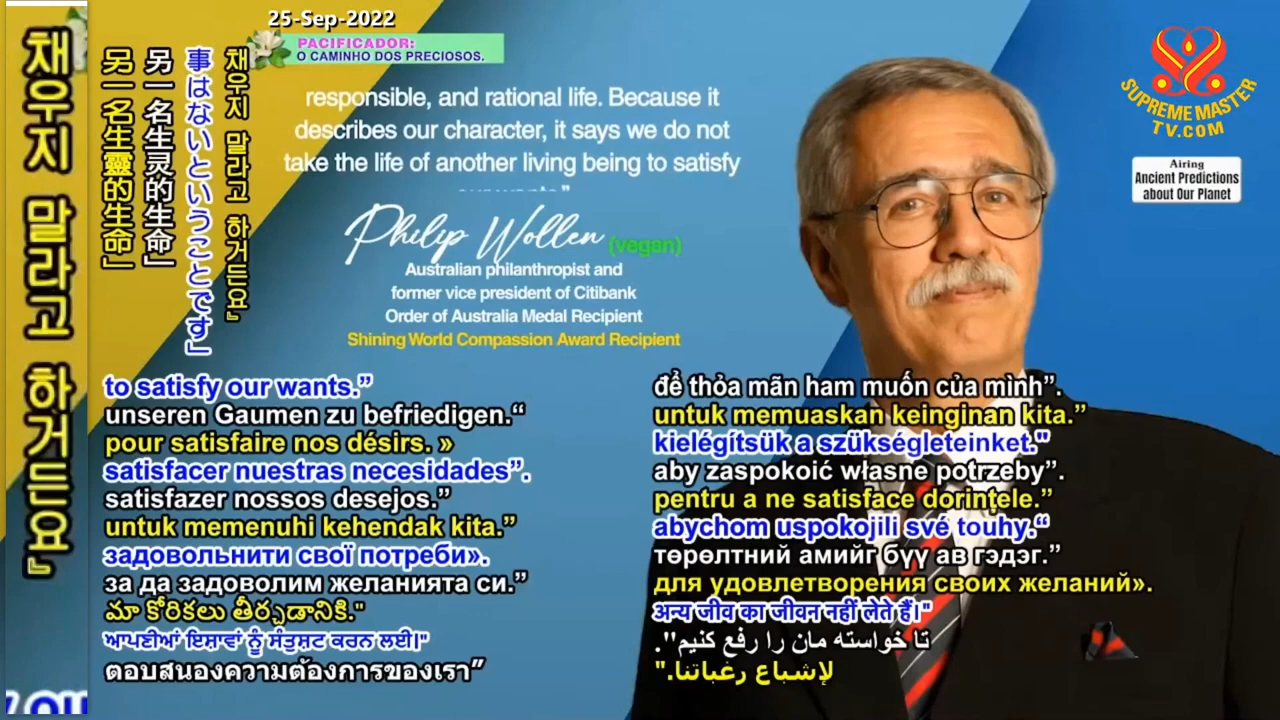 25-Sep-2022
PACIFICADOR:
O CAMINHO DOS PRECIOSOS.
SUPREME MASTER
TV.COM
Airing
Ancient Predictions
about Our Planet
채우지 말라고 하거든요』
채우지 말라고 하거든요』
事はないということです」
另一名生灵的生命」
另一名生靈的生命」
responsible, and rational life. Because it
describes our character, it says we do not
take the life of another living being to satisfy
Philip Wollen (vegan)
Australian philanthropist and
former vice president of Citibank
Order of Australia Medal Recipient
Shining World Compassion Award Recipient
to satisfy our wants.”
unseren Gaumen zu befriedigen.“
pour satisfaire nos désirs. »
satisfacer nuestras necesidades”.
satisfazer nossos desejos.”
untuk memenuhi kehendak kita.”
задовольнити свої потреби».
за да задоволим желанията си.”
మా కోరికలు తీర్చడానికి."
ਆਪਣੀਆਂ ਇਛਾਵਾਂ ਨੂੰ ਸੰਤੁਸ਼ਟ ਕਰਨ ਲਈ।"
ตอบสนองความต้องการของเรา”
để thỏa mãn ham muốn của mình”.
untuk memuaskan keinginan kita.”
kielégítsük a szükségleteinket."
aby zaspokoić własne potrzeby”.
pentru a ne satisface dorințele.”
abychom uspokojili své touhy.“
төрөлтний амийг бүү ав гэдэг.”
для удовлетворения своих желаний».
अन्य जीव का जीवन नहीं लेते हैं।"
تا خواسته مان را رفع کنیم".
لإشباع رغباتنا."